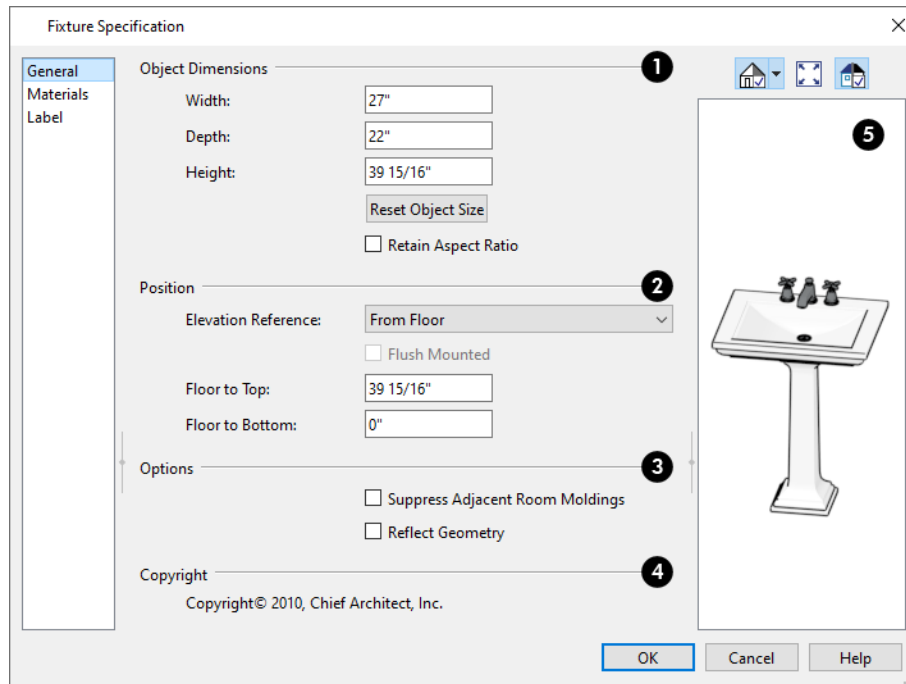 Fixture Specification
General
Materials
Label
Object Dimensions 1
Width: 27"
Depth: 22"
Height: 39 15/16"
Reset Object Size
Retain Aspect Ratio
Position 2
Elevation Reference: From Floor
Flush Mounted
Floor to Top: 39 15/16"
Floor to Bottom: 0"
Options 3
Suppress Adjacent Room Moldings
Reflect Geometry
Copyright 4
Copyright© 2010, Chief Architect, Inc.
5
OK Cancel Help